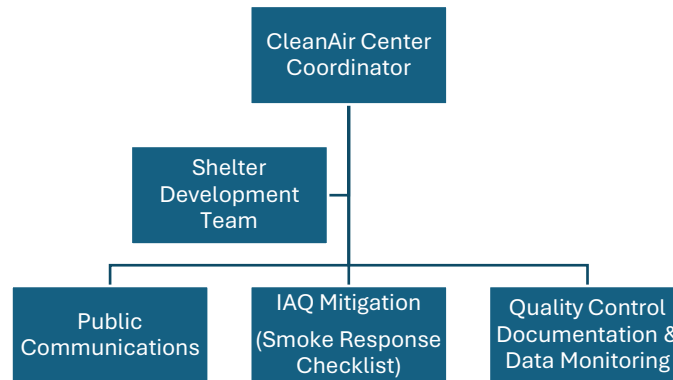 CleanAir Center
Coordinator
Shelter
Development
Team
Public
Communications
IAQ Mitigation
(Smoke Response
Checklist)
Quality Control
Documentation &
Data Monitoring